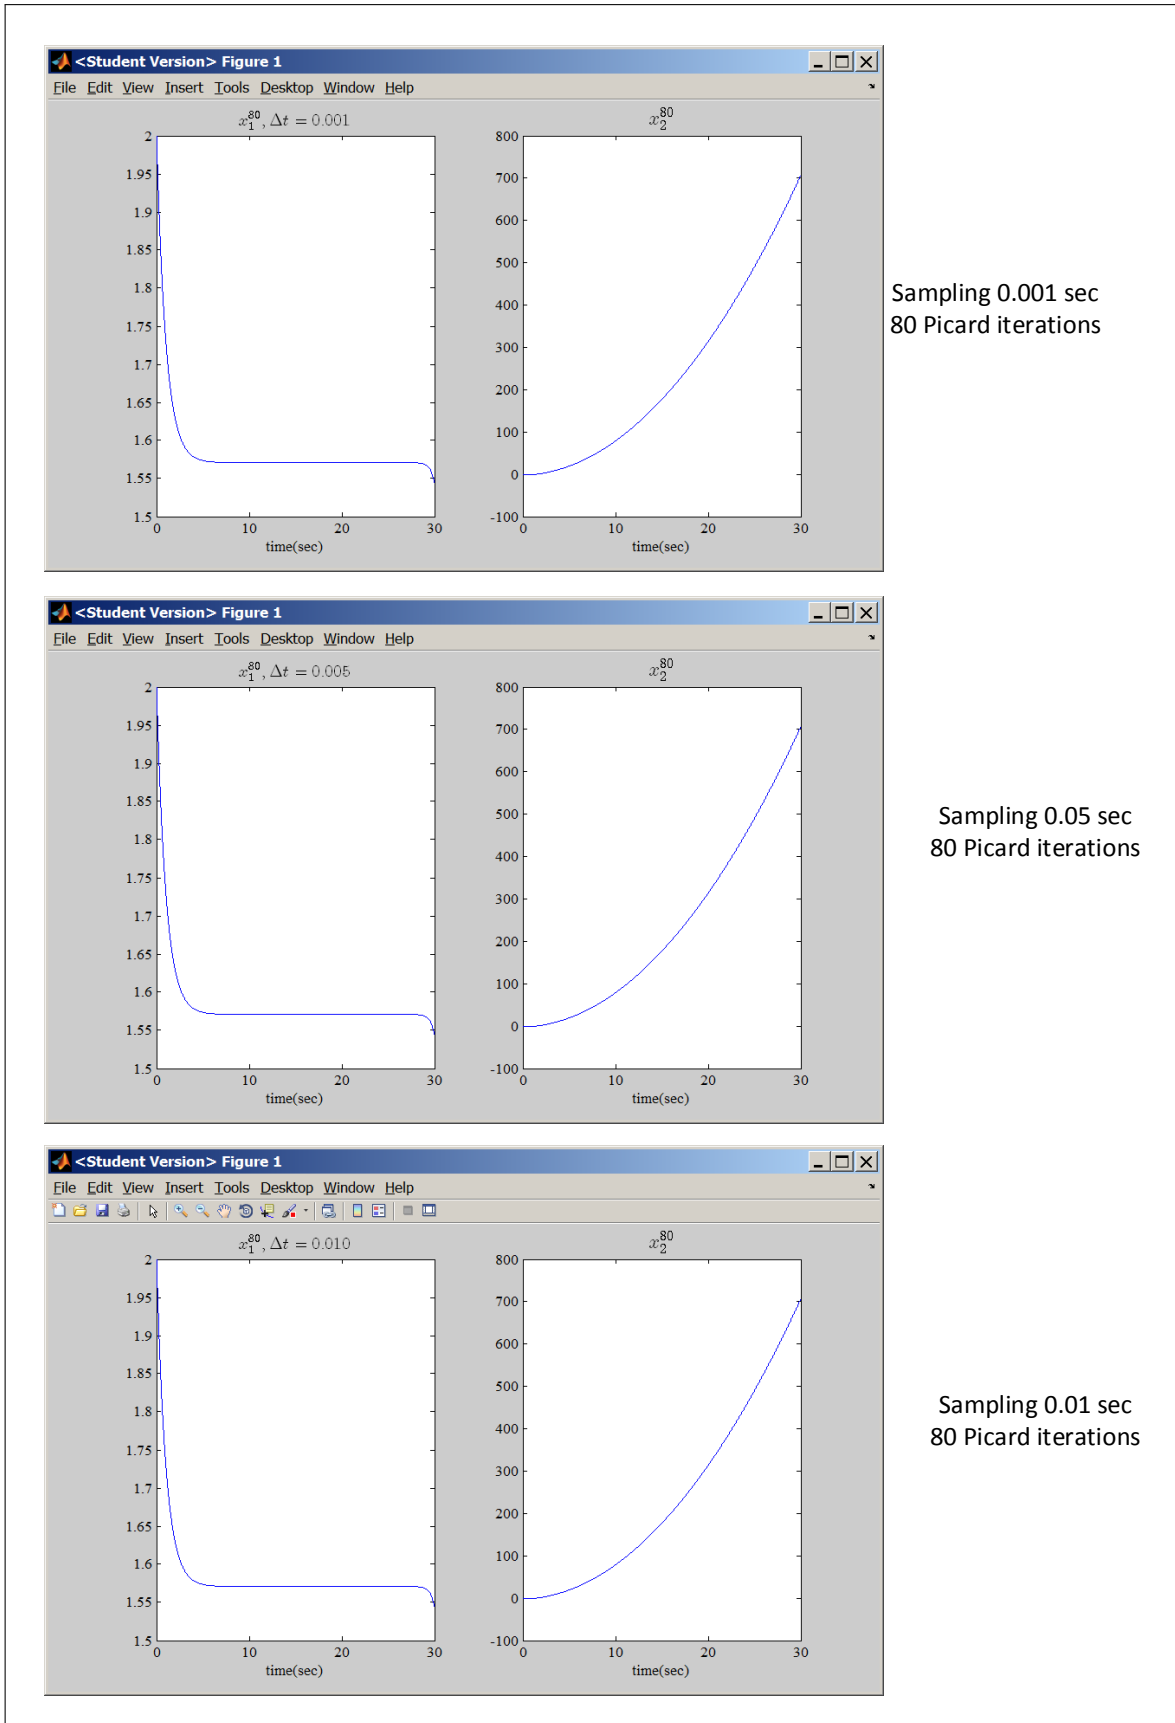 <Student Version> Figure 1
File Edit View Insert Tools Desktop Window Help
x_1^80, Δt = 0.001
x_2^80
2
1.95
1.9
1.85
1.8
1.75
1.7
1.65
1.6
1.55
1.5
0 10 20 30
time(sec)
800
700
600
500
400
300
200
100
0
-100
0 10 20 30
time(sec)
Sampling 0.001 sec
80 Picard iterations
<Student Version> Figure 1
File Edit View Insert Tools Desktop Window Help
x_1^80, Δt = 0.005
x_2^80
2
1.95
1.9
1.85
1.8
1.75
1.7
1.65
1.6
1.55
1.5
0 10 20 30
time(sec)
800
700
600
500
400
300
200
100
0
-100
0 10 20 30
time(sec)
Sampling 0.05 sec
80 Picard iterations
<Student Version> Figure 1
File Edit View Insert Tools Desktop Window Help
x_1^80, Δt = 0.010
x_2^80
2
1.95
1.9
1.85
1.8
1.75
1.7
1.65
1.6
1.55
1.5
0 10 20 30
time(sec)
800
700
600
500
400
300
200
100
0
-100
0 10 20 30
time(sec)
Sampling 0.01 sec
80 Picard iterations